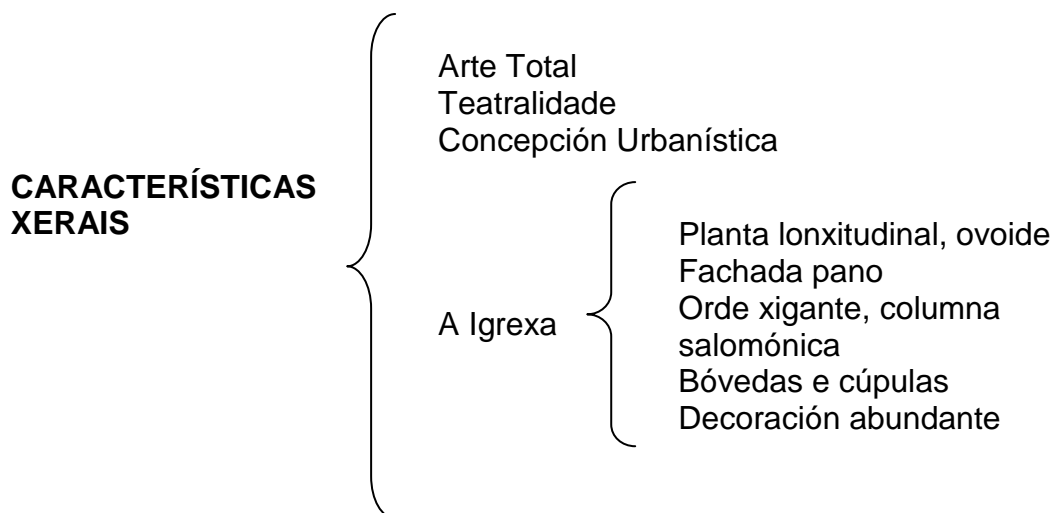 CARACTERÍSTICAS
XERAIS
Arte Total
Teatralidade
Concepción Urbanística
A Igrexa
Planta lonxitudinal, ovoide
Fachada pano
Orde xigante, columna
salomónica
Bóvedas e cúpulas
Decoración abundante